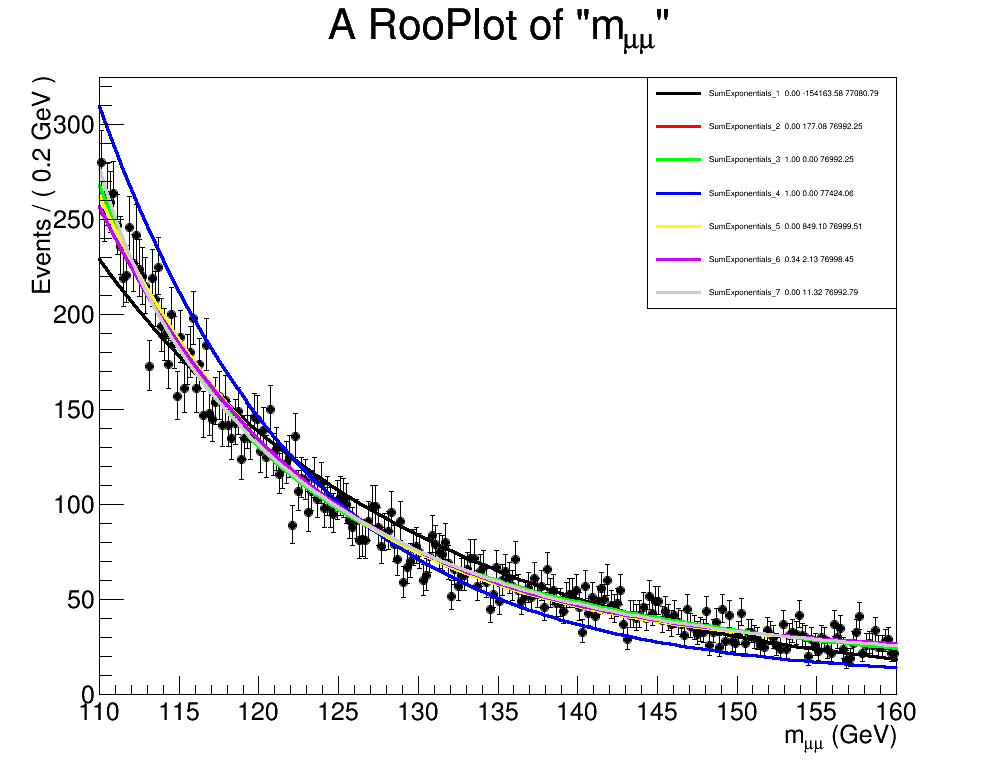 A RooPlot of "mμμ"
Events / ( 0.2 GeV )
300
250
200
150
100
50
0
SumExponentials_1 0.00 -154163.58 77080.79
SumExponentials_2 0.00 177.08 76992.25
SumExponentials_3 1.00 0.00 76992.25
SumExponentials_4 1.00 0.00 77424.06
SumExponentials_5 0.00 849.10 76999.51
SumExponentials_6 0.34 2.13 76998.45
SumExponentials_7 0.00 11.32 76992.79
110 115 120 125 130 135 140 145 150 155 160
mμμ (GeV)